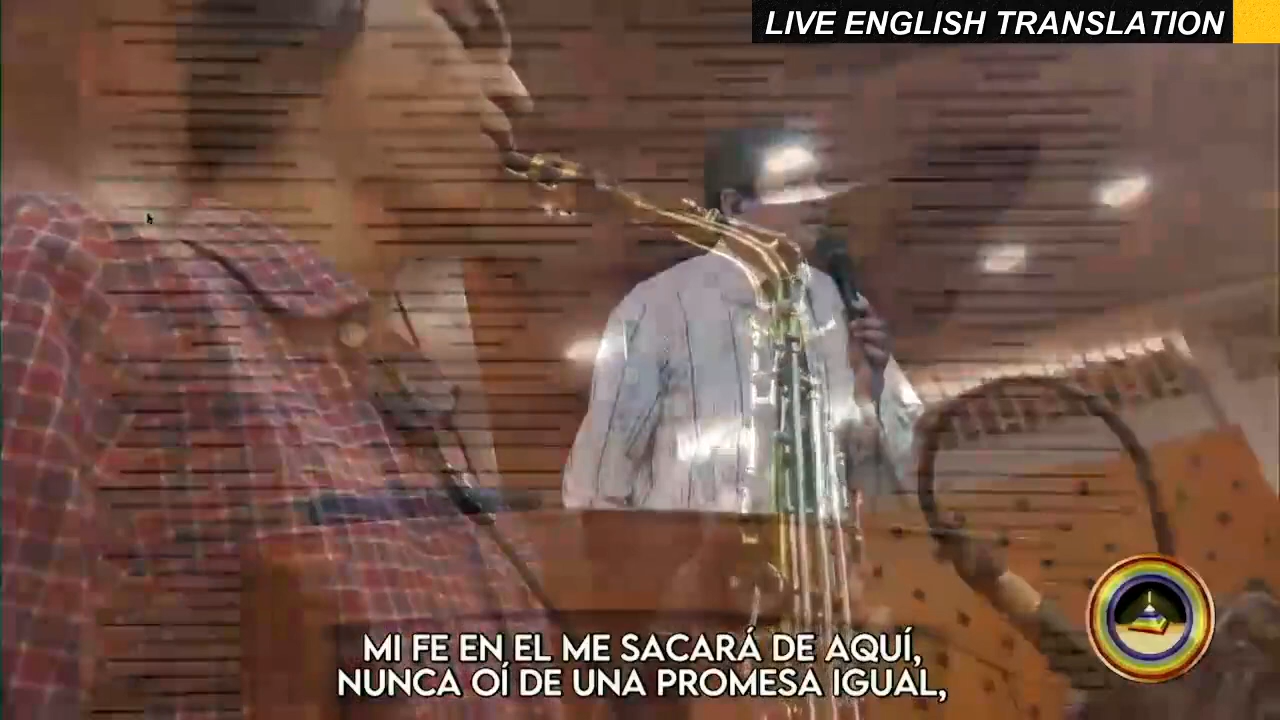 LIVE ENGLISH TRANSLATION
MI FE EN EL ME SACARÁ DE AQUÍ,
NUNCA OÍ DE UNA PROMESA IGUAL,